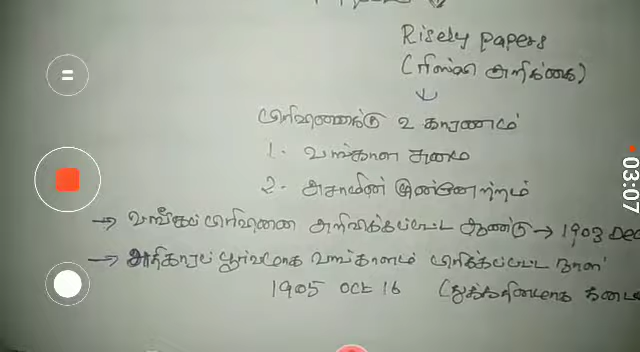 Risely papers
(ரிஸ்லி அறிக்கை)
↓
பிரிவினைக்கு 2 காரணம்
1. வங்காள சுமை
2. அசாமின் முன்னேற்றம்
→ வங்கப் பிரிவினை அறிவிக்கப்பட்ட ஆண்டு → 1903 Dec
→ அதிகாரப் பூர்வமாக வங்காளம் பிரிக்கப்பட்ட நாள்
1905 oct 16 (துக்கதினமாக
03:07